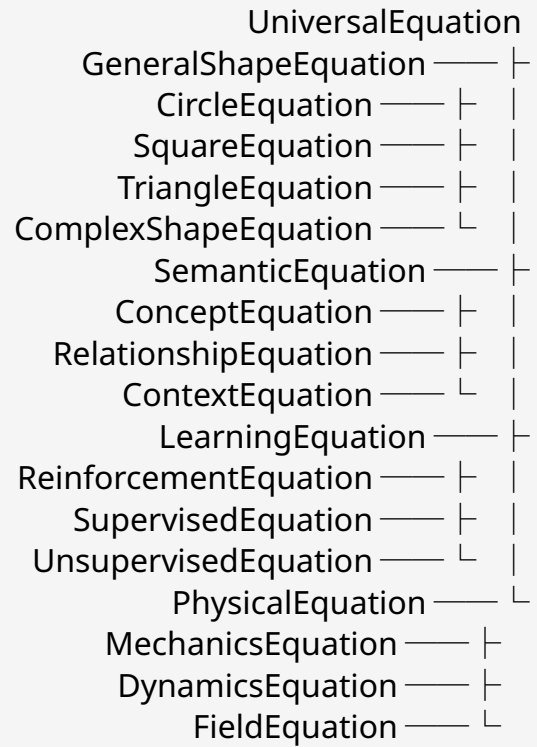 UniversalEquation
GeneralShapeEquation
CircleEquation
SquareEquation
TriangleEquation
ComplexShapeEquation
SemanticEquation
ConceptEquation
RelationshipEquation
ContextEquation
LearningEquation
ReinforcementEquation
SupervisedEquation
UnsupervisedEquation
PhysicalEquation
MechanicsEquation
DynamicsEquation
FieldEquation